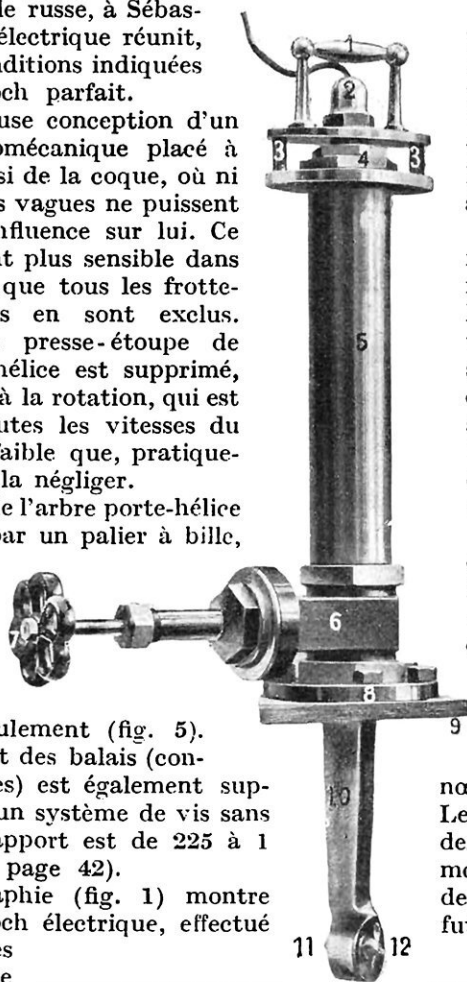 le russe, à Sébas-
électrique réunit,
nditions indiquées
och parfait.
use conception d'un
omécanique placé à
si de la coque, où ni
s vagues ne puissent
nfluence sur lui. Ce
nt plus sensible dans
que tous les frotte-
s en sont exclus.
presse-étoupe de
hélice est supprimé,
à la rotation, qui est
utes les vitesses du
faible que, pratique-
la négliger.
e l'arbre porte-hélice
par un palier à bille,
ulement (fig. 5).
t des balais (con-
es) est également sup-
un système de vis sans
apport est de 225 à 1
page 42).
aphie (fig. 1) montre
och électrique, effectué
es
e
1
2
3
4
3
5
6
7
8
9
10
11
12
nœ
Le
de
mo
de
fu